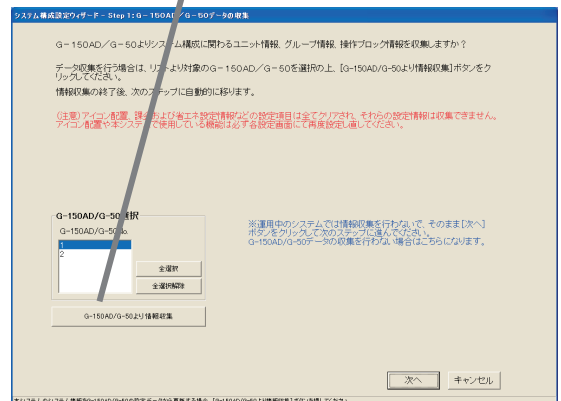 システム構成設定ウィザード - Step 1:G-150AD/G-50データの収集
G-150AD/G-50よりシステム構成に関わるユニット情報、グループ情報、操作ブロック情報を収集しますか?
データ収集を行う場合は、リストより対象のG-150AD/G-50を選択の上、[G-150AD/G-50より情報収集]ボタンをク
リックしてください。
情報収集の終了後、次のステップに自動的に移ります。
(注意)アイコン配置、課金および省エネ設定情報などの設定項目は全てクリアされ、それらの設定情報は収集できません。
アイコン配置や本システムで使用している機能は必ず各設定画面にて再度設定し直してください。
G-150AD/G-50選択
G-150AD/G-50No.
1
2
全選択
全選択解除
※運用中のシステムでは情報収集を行わないで、そのまま[次へ]
ボタンをクリックして次のステップに進んでください。
G-150AD/G-50データの収集を行わない場合はこちらになります。
G-150AD/G-50より情報収集
次へ
キャンセル